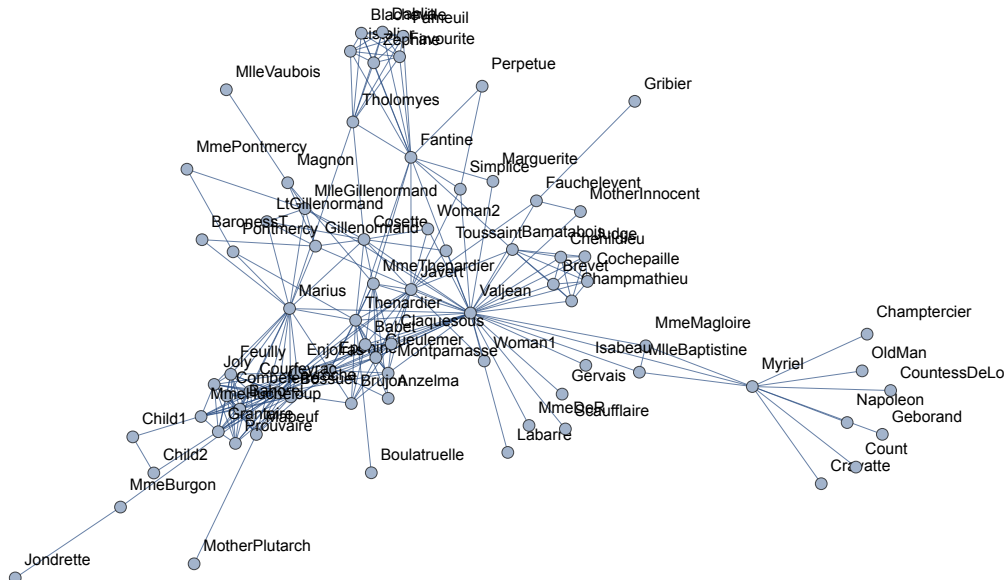 Dahlia
Fameuil
Favourite
Zephine
Perpetue
MlleVaubois
Gribier
Tholomyes
Fantine
MmePontmercy
Magnon
Simplice
Marguerite
MlleGillenormand
Fauchelevent
MotherInnocent
LtGillenormand
Woman2
BaronessT
Pontmercy
Gillenormand
Cosette
Toussaint
Bamatabois
Judge
Chenildieu
Cochepaille
MmeThenardier
Javert
Brevet
Champmathieu
Marius
Thenardier
Valjean
Champtercier
Claquesous
MmeMagloire
Babet
Gueulemer
Woman1
Isabeau
MlleBaptistine
OldMan
Feuilly
Montparnasse
Myriel
Joly
Gervais
CountessDeLo
Bossuet
Brujon
Anzelma
Napoleon
MmeDeR
Scaufflaire
Geborand
Child1
Grantaire
Mabeuf
Prouvaire
Labarre
Count
Child2
Boulatruelle
Cravatte
MmeBurgon
MotherPlutarch
Jondrette